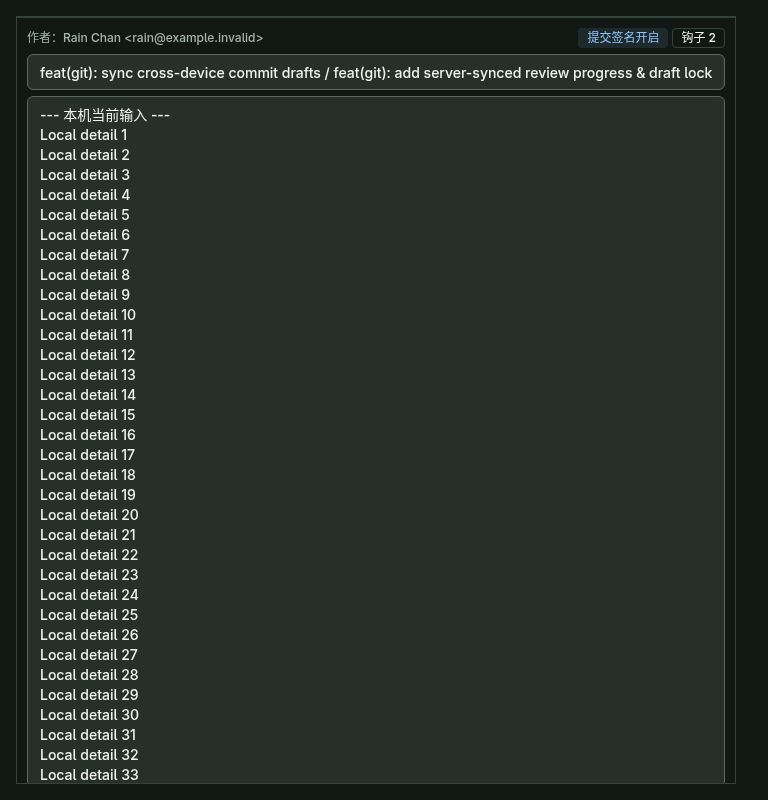 作者：Rain Chan <rain@example.invalid>
提交签名开启
钩子 2
feat(git): sync cross-device commit drafts / feat(git): add server-synced review progress & draft lock
--- 本机当前输入 ---
Local detail 1
Local detail 2
Local detail 3
Local detail 4
Local detail 5
Local detail 6
Local detail 7
Local detail 8
Local detail 9
Local detail 10
Local detail 11
Local detail 12
Local detail 13
Local detail 14
Local detail 15
Local detail 16
Local detail 17
Local detail 18
Local detail 19
Local detail 20
Local detail 21
Local detail 22
Local detail 23
Local detail 24
Local detail 25
Local detail 26
Local detail 27
Local detail 28
Local detail 29
Local detail 30
Local detail 31
Local detail 32
Local detail 33